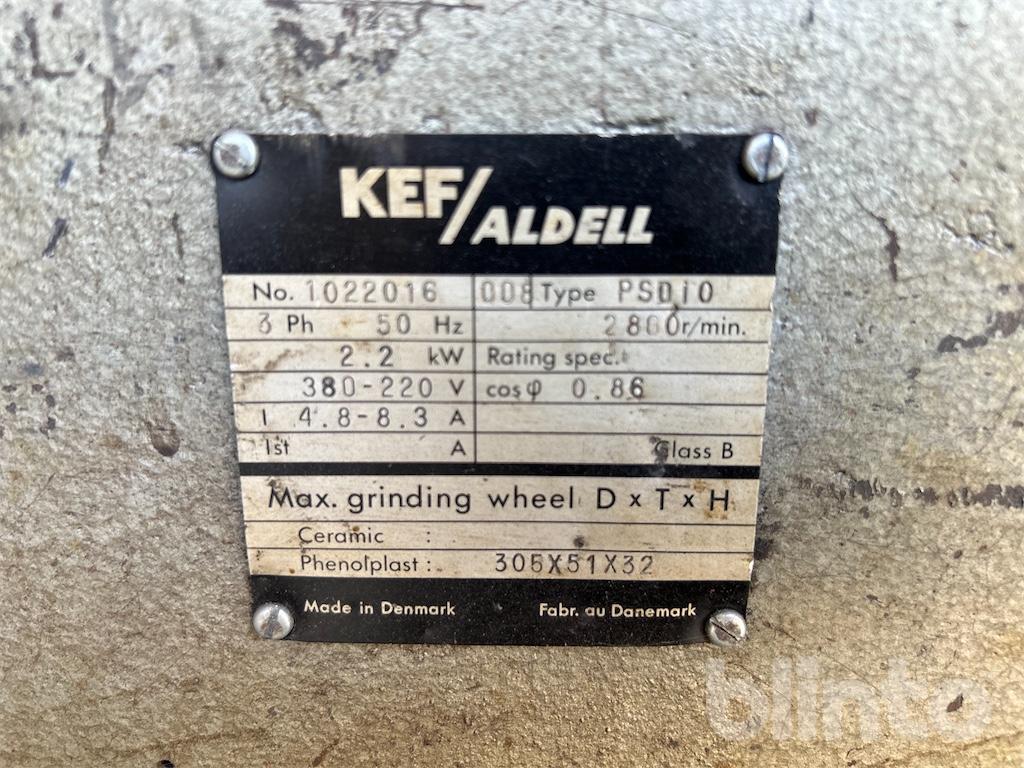 KEF/ALDELL
No. 1022016 008 Type PSD10
3 Ph 50 Hz 2800r/min.
2.2 kW Rating spec.:
380-220 V cosφ 0.86
I 4.8-8.3 A
Ist A Class B
Max. grinding wheel D x T x H
Ceramic :
Phenolplast : 305X51X32
Made in Denmark Fabr. au Danemark
blinto